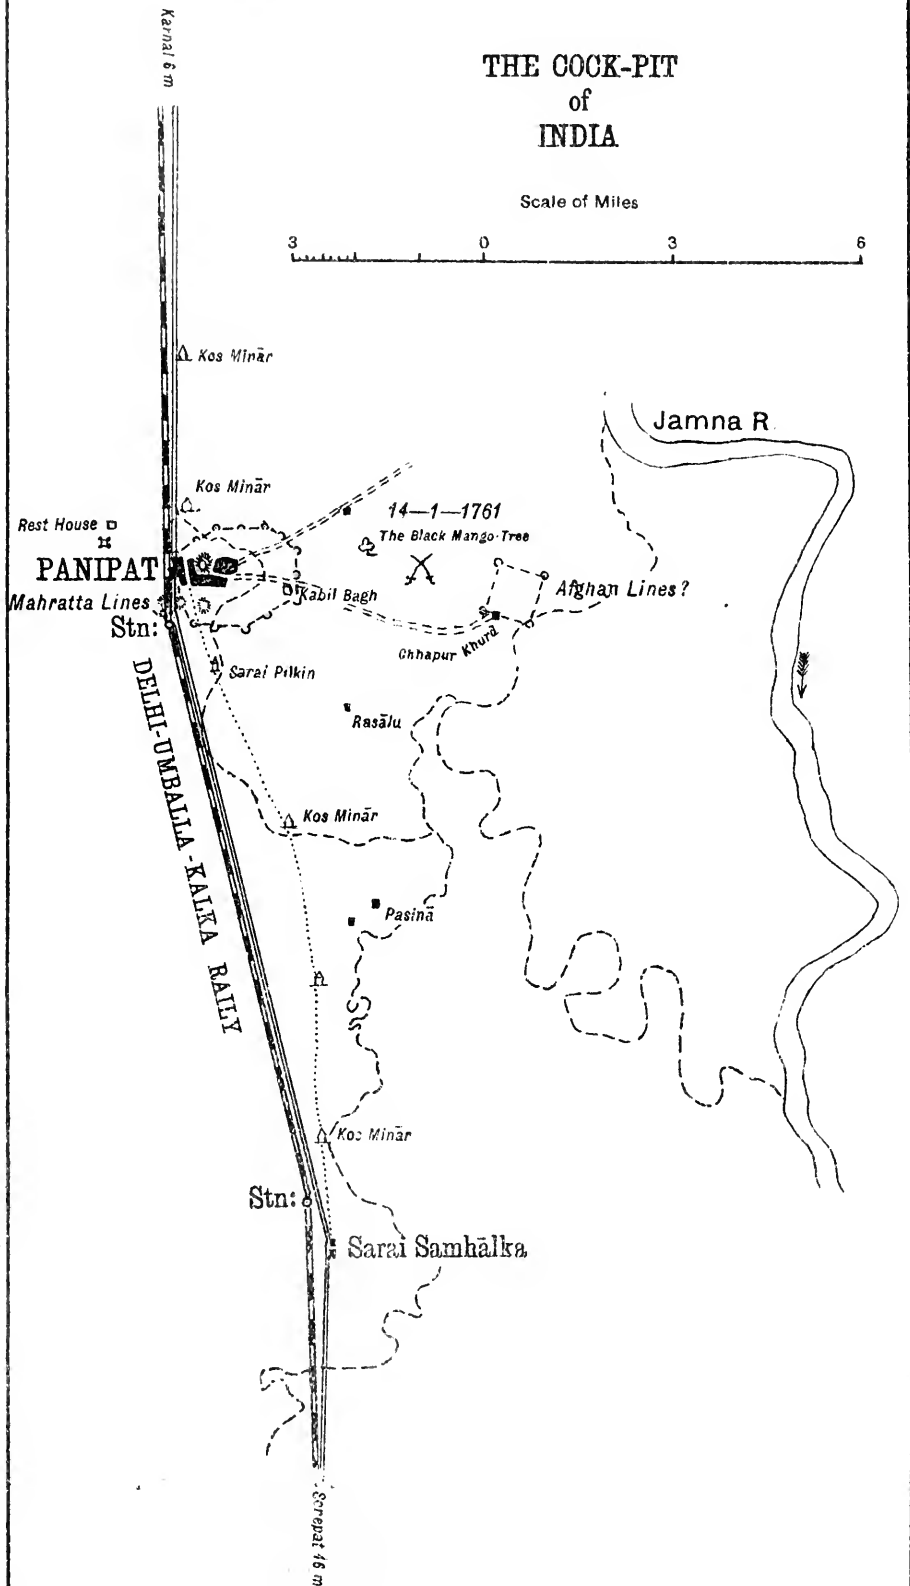 Karnal 6 m
THE COCK-PIT
of
INDIA
Scale of Miles
3 0 3 6
Kos Minār
Jamna R.
Kos Minār
14—1—1761
Rest House
The Black Mango-Tree
PANIPAT
Afghan Lines?
Kabil Bagh
Mahratta Lines
Stn:
Chhapur Khurd
Sarai Pilkin
DELHI-UMBALLA-KALKA RAILY
Rasālu
Kos Minār
Pasinā
Kos Minār
Stn:
Sarai Samhālka